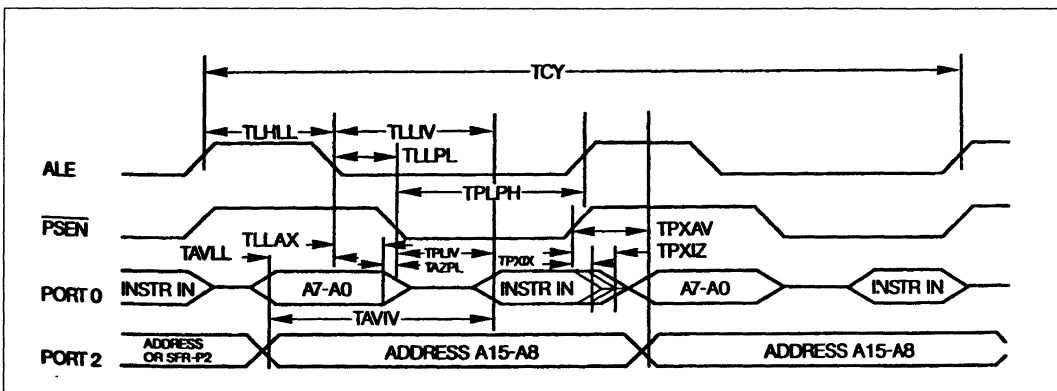 TCY
TLHLL
TLLIV
ALE
TLLPL
TPLPH
PSEN
TPXAV
TAVLL
TLLAX
TPLIV
TPXIX
TPXIZ
TAZPL
PORT 0
INSTR IN
A7-A0
INSTR IN
A7-A0
INSTR IN
TAVIV
PORT 2
ADDRESS
OR SFR-P2
ADDRESS A15-A8
ADDRESS A15-A8